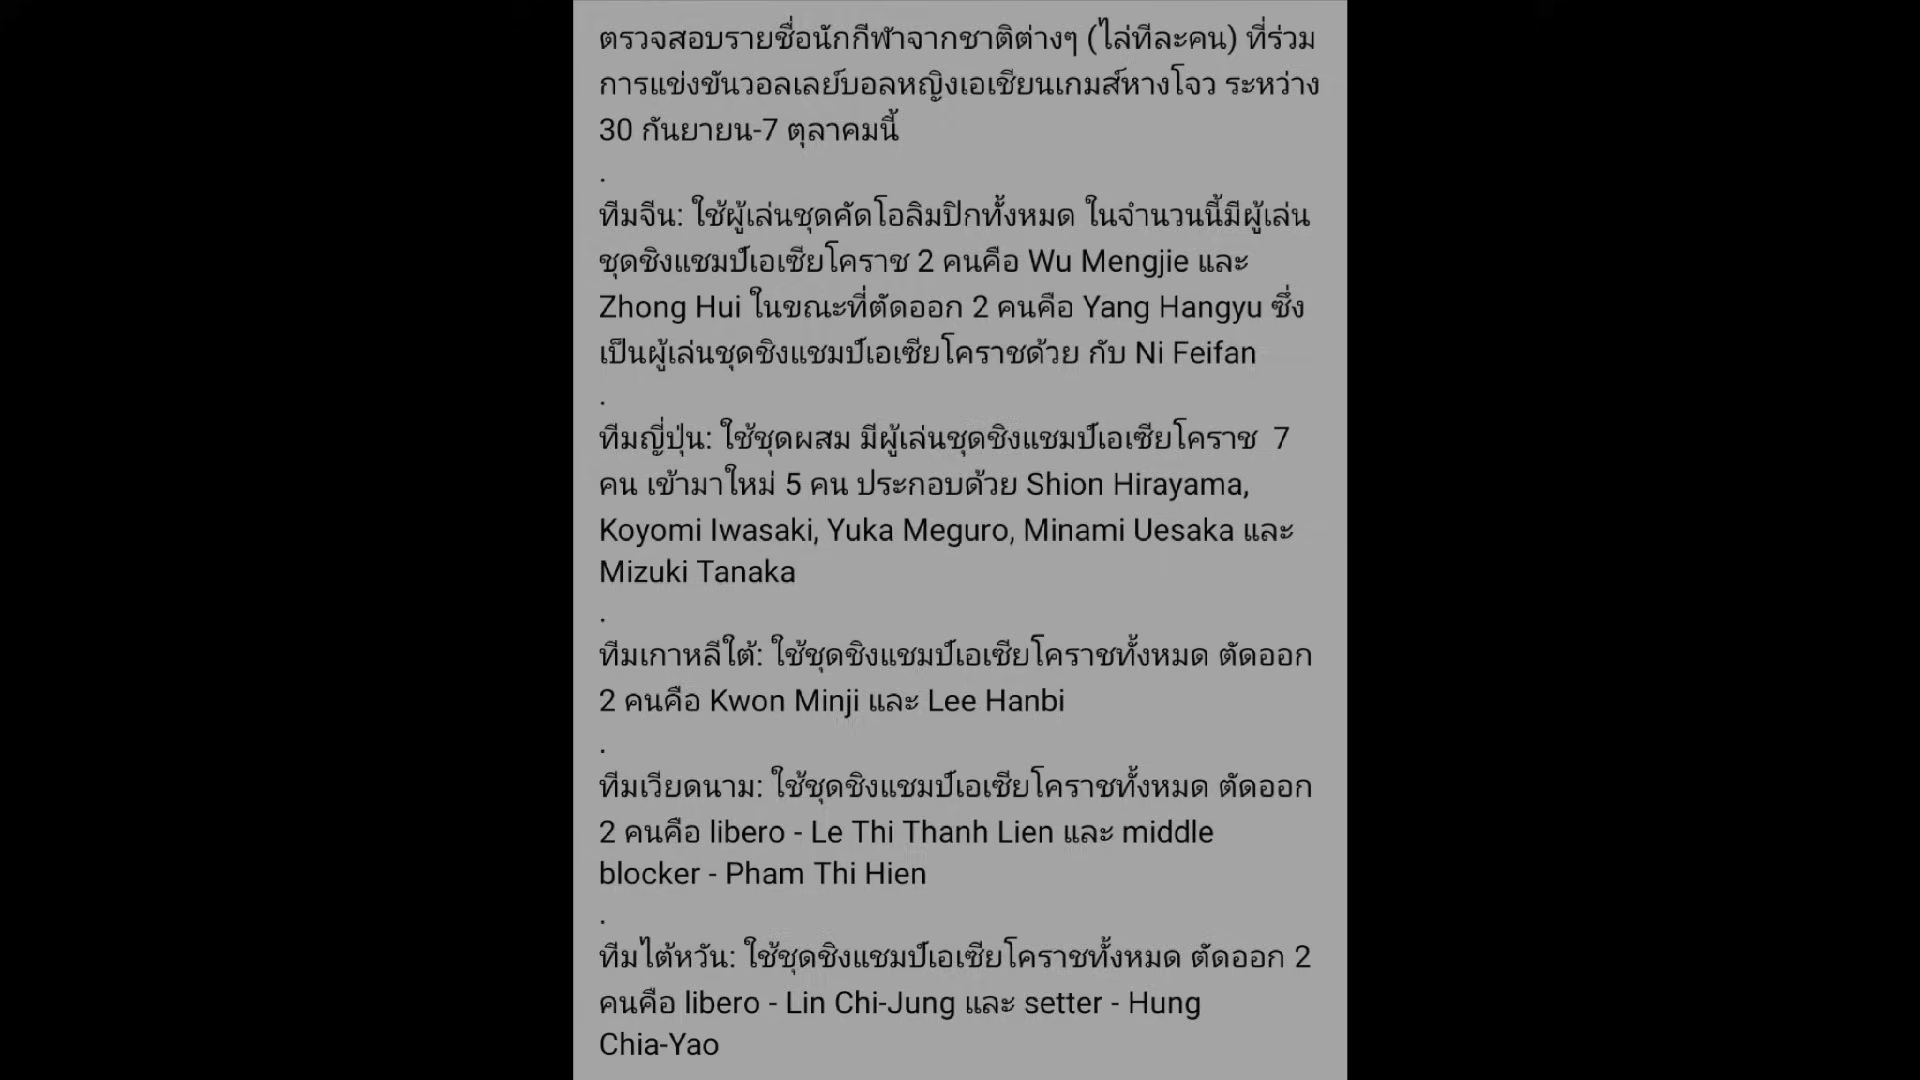 ตรวจสอบรายชื่อนักกีฬาจากชาติต่างๆ (ไล่ทีละคน) ที่ร่วม
การแข่งขันวอลเลย์บอลหญิงเอเชียนเกมส์หางโจว ระหว่าง
30 กันยายน-7 ตุลาคมนี้
.
ทีมจีน: ใช้ผู้เล่นชุดคัดโอลิมปิกทั้งหมด ในจำนวนนี้มีผู้เล่น
ชุดชิงแชมป์เอเซียโคราช 2 คนคือ Wu Mengjie และ
Zhong Hui ในขณะที่ตัดออก 2 คนคือ Yang Hangyu ซึ่ง
เป็นผู้เล่นชุดชิงแชมป์เอเซียโคราชด้วย กับ Ni Feifan
.
ทีมญี่ปุ่น: ใช้ชุดผสม มีผู้เล่นชุดชิงแชมป์เอเซียโคราช  7
คน เข้ามาใหม่ 5 คน ประกอบด้วย Shion Hirayama,
Koyomi Iwasaki, Yuka Meguro, Minami Uesaka และ
Mizuki Tanaka
.
ทีมเกาหลีใต้: ใช้ชุดชิงแชมป์เอเซียโคราชทั้งหมด ตัดออก
2 คนคือ Kwon Minji และ Lee Hanbi
.
ทีมเวียดนาม: ใช้ชุดชิงแชมป์เอเซียโคราชทั้งหมด ตัดออก
2 คนคือ libero - Le Thi Thanh Lien และ middle
blocker - Pham Thi Hien
.
ทีมไต้หวัน: ใช้ชุดชิงแชมป์เอเซียโคราชทั้งหมด ตัดออก 2
คนคือ libero - Lin Chi-Jung และ setter - Hung
Chia-Yao